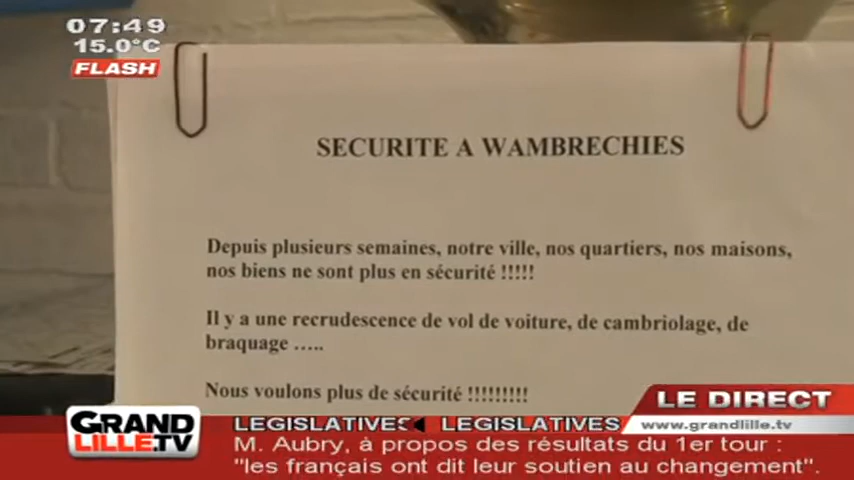 07:49
15.0°C
FLASH
SECURITE A WAMBRECHIES
Depuis plusieurs semaines, notre ville, nos quartiers, nos maisons,
nos biens ne sont plus en sécurité !!!!!
Il y a une recrudescence de vol de voiture, de cambriolage, de
braquage .....
Nous voulons plus de sécurité !!!!!!!!!
LE DIRECT
www.grandlille.tv
GRAND
LILLE.TV
LEGISLATIVES LEGISLATIVES
M. Aubry, à propos des résultats du 1er tour :
"les français ont dit leur soutien au changement".